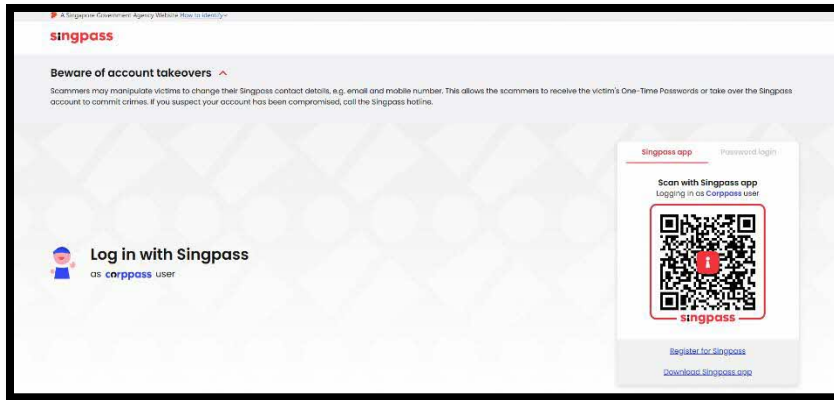 A Singapore Government Agency Website How to identify
singpass
Beware of account takeovers
Scammers may manipulate victims to change their Singpass contact details, e.g. email and mobile number. This allows the scammers to receive the victim's One-Time Passwords or take over the Singpass
account to commit crimes. If you suspect your account has been compromised, call the Singpass hotline.
Singpass app Password login
Scan with Singpass app
Logging in as Corppass user
singpass
Log in with Singpass
as corppass user
Register for Singpass
Download Singpass app